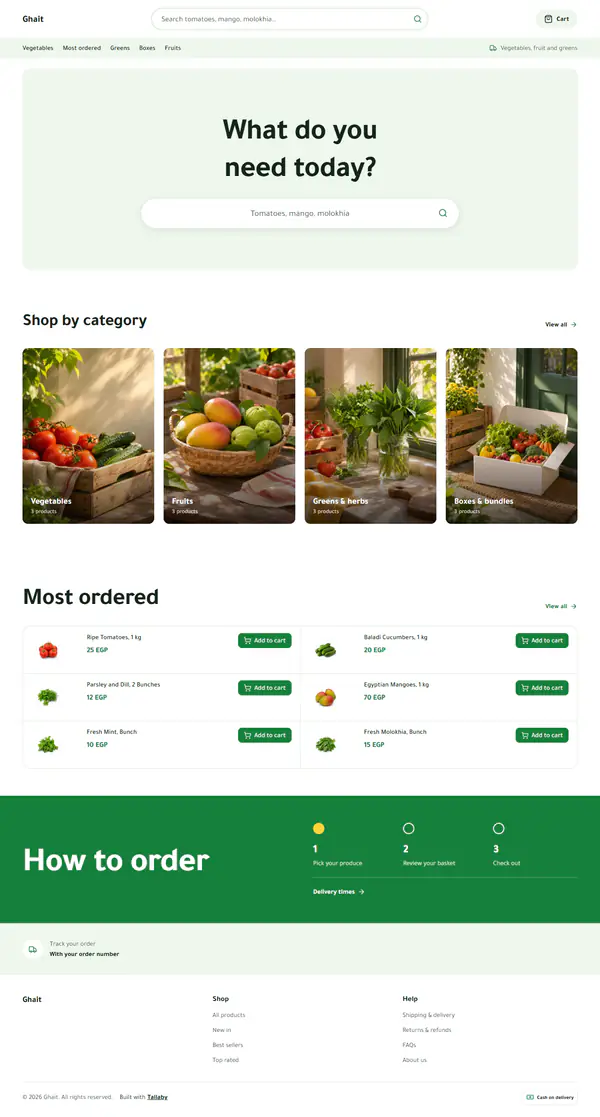 Ghait
Search tomatoes, mango, molokhia...
Cart
Vegetables
Most ordered
Greens
Boxes
Fruits
Vegetables, fruit and greens
What do you
need today?
Tomatoes, mango, molokhia
Shop by category
View all →
Vegetables
3 products
Fruits
3 products
Greens & herbs
3 products
Boxes & bundles
3 products
Most ordered
View all →
Ripe Tomatoes, 1 kg
25 EGP
Add to cart
Baladi Cucumbers, 1 kg
20 EGP
Add to cart
Parsley and Dill, 2 Bunches
12 EGP
Add to cart
Egyptian Mangoes, 1 kg
70 EGP
Add to cart
Fresh Mint, Bunch
10 EGP
Add to cart
Fresh Molokhia, Bunch
15 EGP
Add to cart
How to order
1
Pick your produce
2
Review your basket
3
Check out
Delivery times →
Track your order
With your order number
Ghait
Shop
All products
New in
Best sellers
Top rated
Help
Shipping & delivery
Returns & refunds
FAQs
About us
© 2026 Ghait. All rights reserved.
Built with Tailaby
Cash on delivery